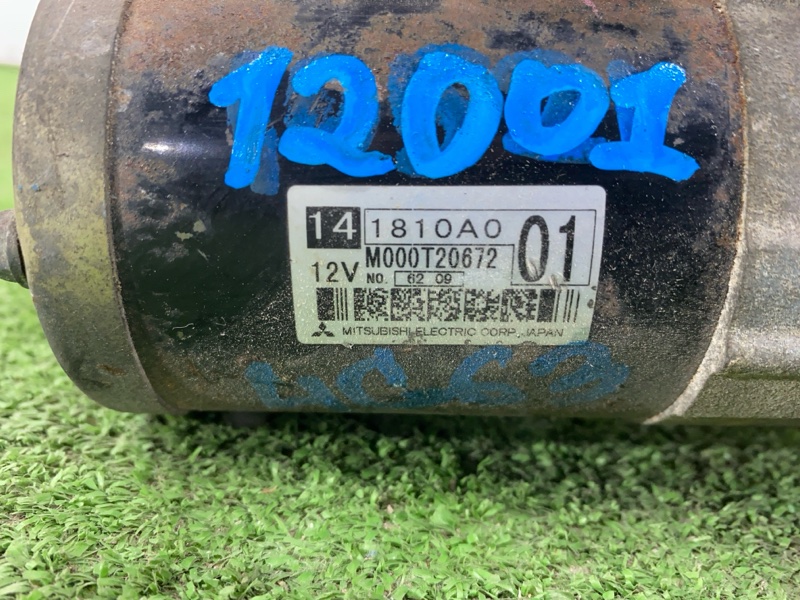 12001
14 1810A0 01
12V M000T20672
NO. 62 09
MITSUBISHI ELECTRIC CORP. JAPAN